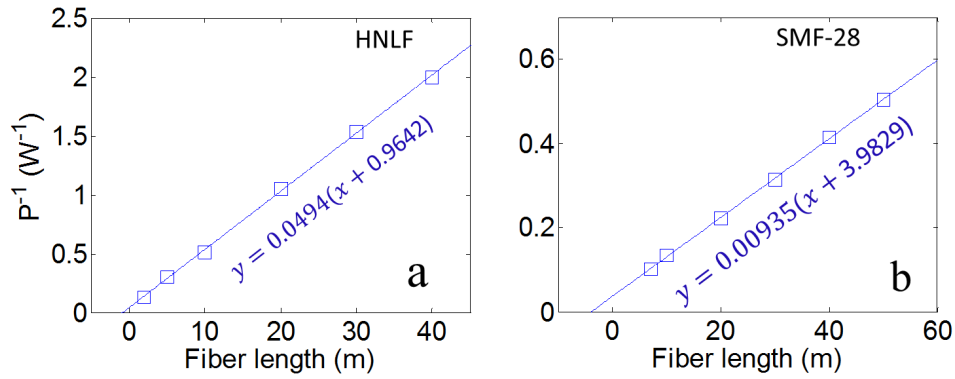 HNLF
P⁻¹ (W⁻¹)
2.5
2
1.5
1
0.5
0
y = 0.0494(x + 0.9642)
a
0 10 20 30 40
Fiber length (m)
SMF-28
0.6
0.4
0.2
0
y = 0.00935(x + 3.9829)
b
0 20 40 60
Fiber length (m)